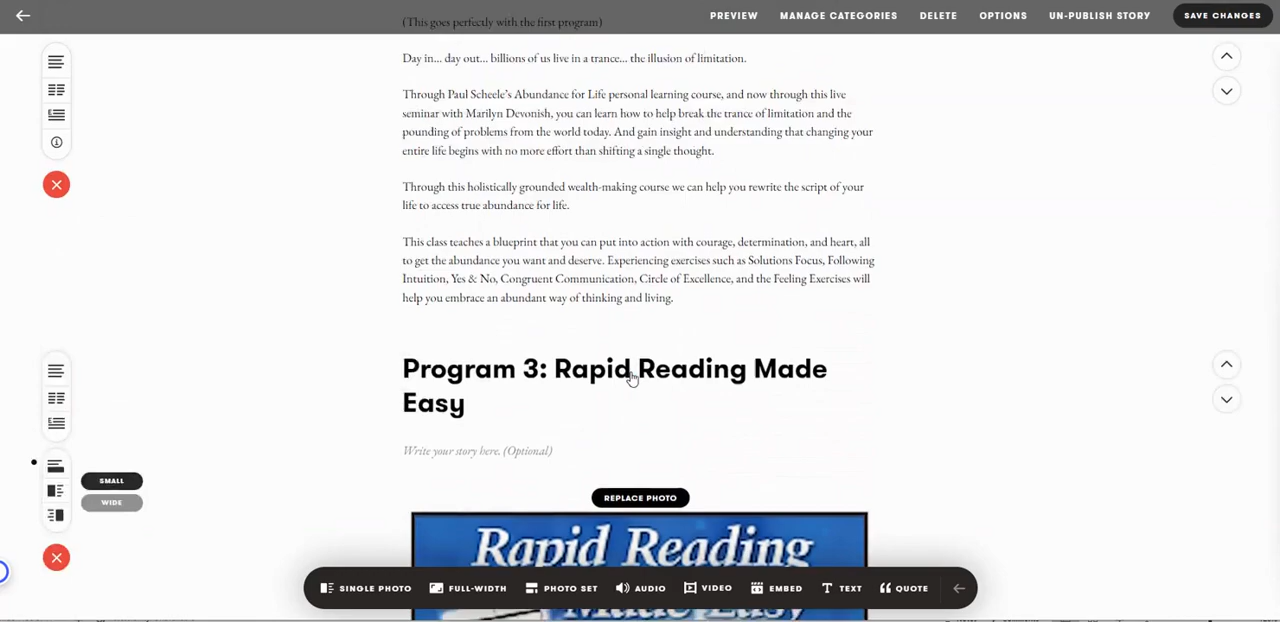 PREVIEW MANAGE CATEGORIES DELETE OPTIONS UN-PUBLISH STORY SAVE CHANGES
(This goes perfectly with the first program)
Day in… day out… billions of us live in a trance… the illusion of limitation.
Through Paul Scheele’s Abundance for Life personal learning course, and now through this live
seminar with Marilyn Devonish, you can learn how to help break the trance of limitation and the
pounding of problems from the world today. And gain insight and understanding that changing your
entire life begins with no more effort than shifting a single thought.
Through this holistically grounded wealth-making course we can help you rewrite the script of your
life to access true abundance for life.
This class teaches a blueprint that you can put into action with courage, determination, and heart, all
to get the abundance you want and deserve. Experiencing exercises such as Solutions Focus, Following
Intuition, Yes & No, Congruent Communication, Circle of Excellence, and the Feeling Exercises will
help you embrace an abundant way of thinking and living.
Program 3: Rapid Reading Made
Easy
Write your story here. (Optional)
SMALL
WIDE
REPLACE PHOTO
Rapid Reading
Made Easy
SINGLE PHOTO FULL-WIDTH PHOTO SET AUDIO VIDEO EMBED TEXT QUOTE